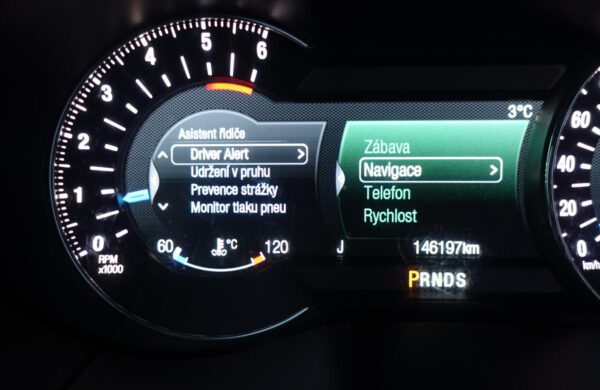 6
5
4
3
2
1
0
RPM
x1000
Asistent řidiče
Driver Alert
Udržení v pruhu
Prevence strážky
Monitor tlaku pneu
60 °C 120
3°C
Zábava
Navigace
Telefon
Rychlost
J 146197km
PRNDS
60
40
20
0
km/h